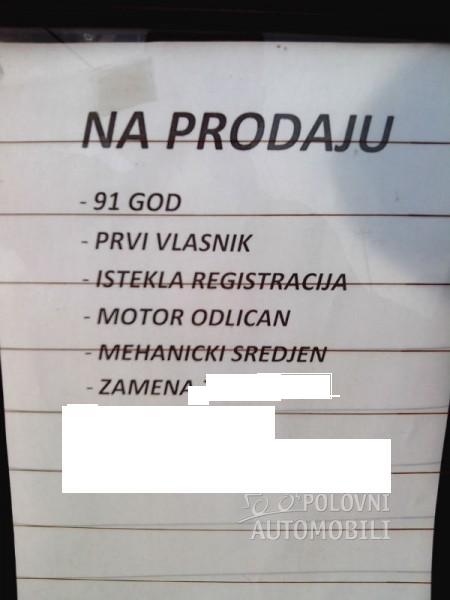 NA PRODAJU
- 91 GOD
- PRVI VLASNIK
- ISTEKLA REGISTRACIJA
- MOTOR ODLICAN
- MEHANICKI SREDJEN
- ZAMENA
POLOVNI
AUTOMOBILI